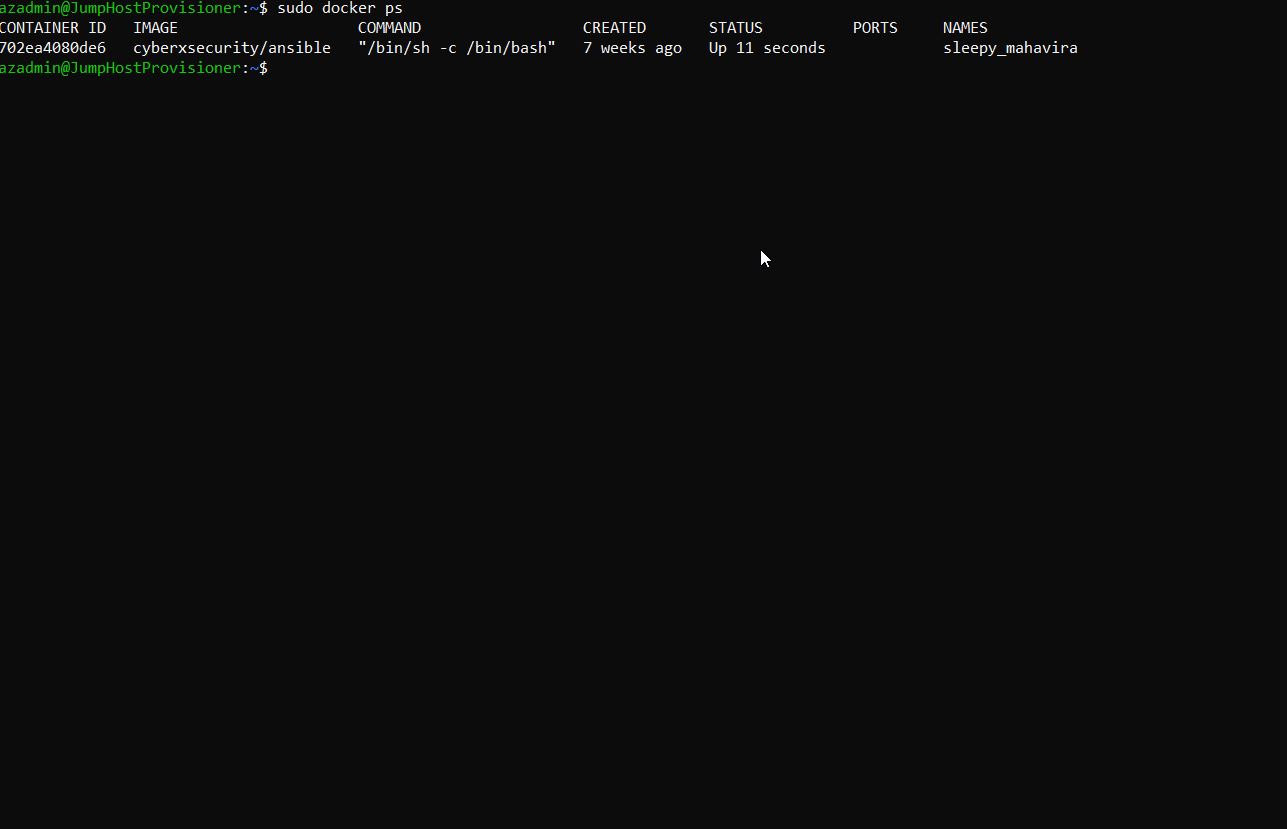 azadmin@JumpHostProvisioner:~$ sudo docker ps
CONTAINER ID   IMAGE                    COMMAND                  CREATED       STATUS          PORTS     NAMES
702ea4080de6   cyberxsecurity/ansible   "/bin/sh -c /bin/bash"   7 weeks ago   Up 11 seconds             sleepy_mahavira
azadmin@JumpHostProvisioner:~$